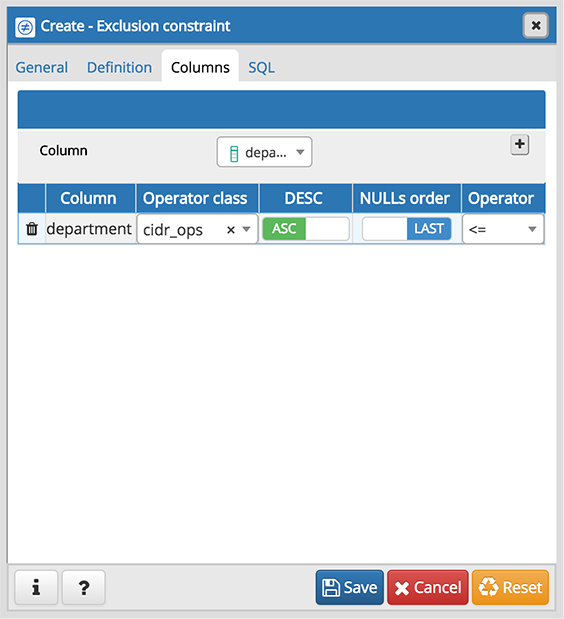 Create - Exclusion constraint
General Definition Columns SQL
Column depa...
Column Operator class DESC NULLs order Operator
department cidr_ops ASC LAST <=
i ? Save Cancel Reset